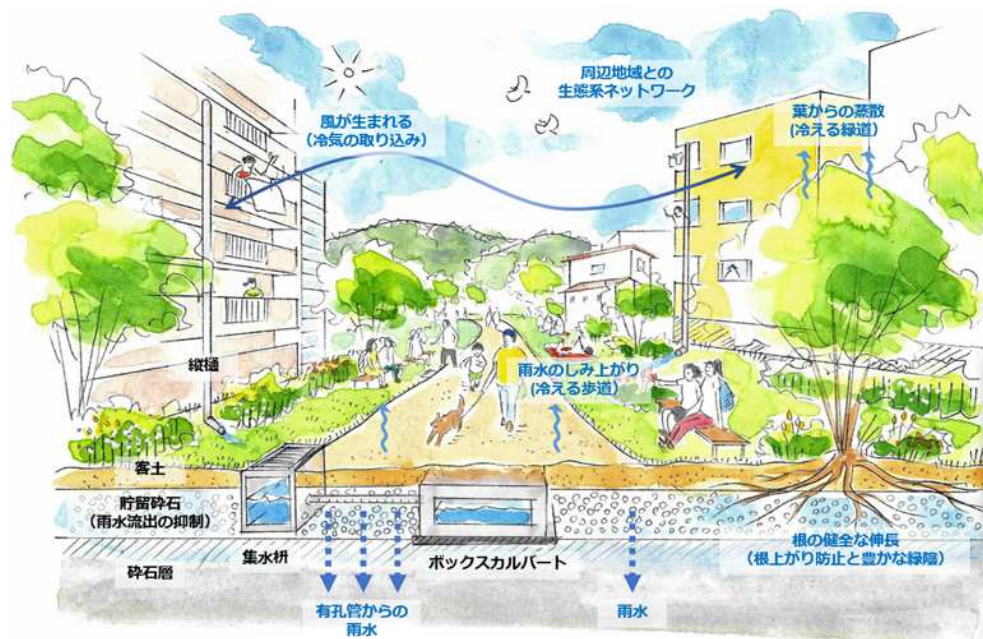 周辺地域との
生態系ネットワーク
風が生まれる
（冷気の取り込み）
葉からの蒸散
(冷える緑道）
縦樋
雨水のしみ上がり
(冷える歩道）
客土
貯留砕石
（雨水流出の抑制）
集水枡
ボックスカルバート
根の健全な伸長
（根上がり防止と豊かな緑陰）
砕石層
有孔管からの
雨水
雨水